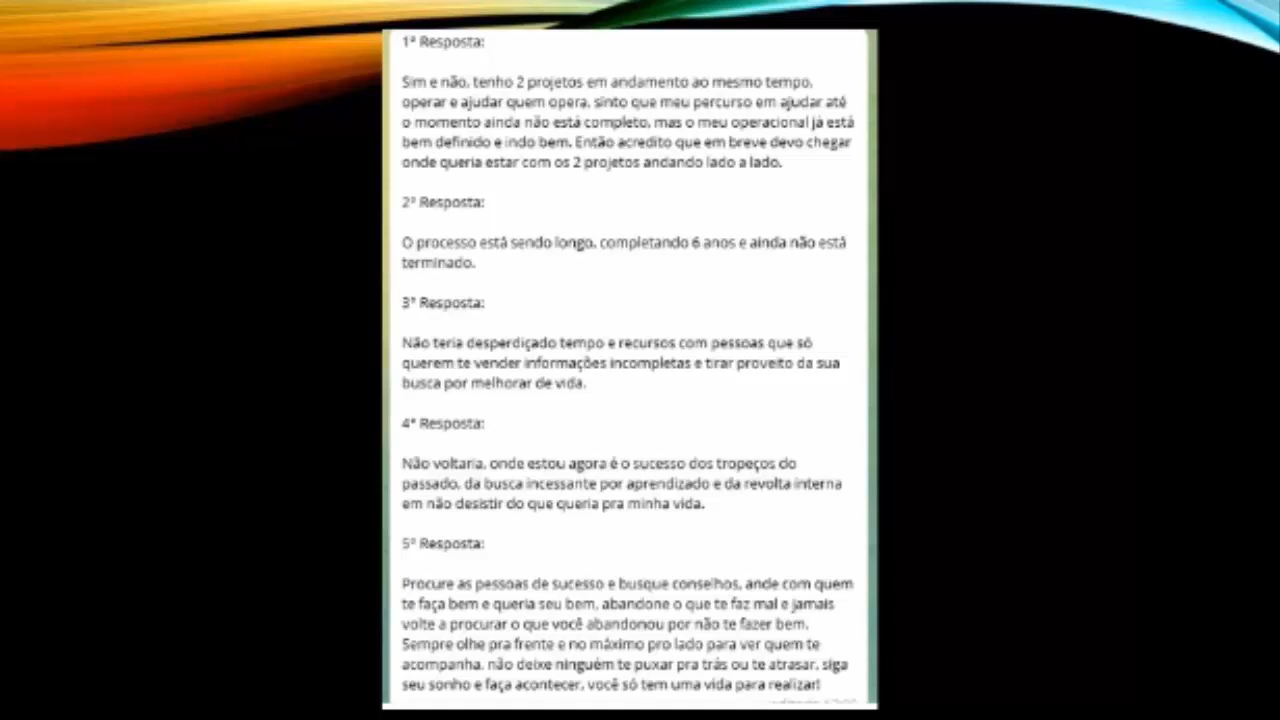 1ª Resposta:
Sim e não, tenho 2 projetos em andamento ao mesmo tempo,
operar e ajudar quem opera, sinto que meu percurso em ajudar até
o momento ainda não está completo, mas o meu operacional já está
bem definido e indo bem. Então acredito que em breve devo chegar
onde queria estar com os 2 projetos andando lado a lado.
2ª Resposta:
O processo está sendo longo, completando 6 anos e ainda não está
terminado.
3ª Resposta:
Não teria desperdiçado tempo e recursos com pessoas que só
querem te vender informações incompletas e tirar proveito da sua
busca por melhorar de vida.
4ª Resposta:
Não voltaria, onde estou agora é o sucesso dos tropeços do
passado, da busca incessante por aprendizado e da revolta interna
em não desistir do que queria pra minha vida.
5ª Resposta:
Procure as pessoas de sucesso e busque conselhos, ande com quem
te faça bem e queria seu bem, abandone o que te faz mal e jamais
volte a procurar o que você abandonou por não te fazer bem.
Sempre olhe pra frente e no máximo pro lado para ver quem te
acompanha, não deixe ninguém te puxar pra trás ou te atrasar, siga
seu sonho e faça acontecer, você só tem uma vida para realizar!